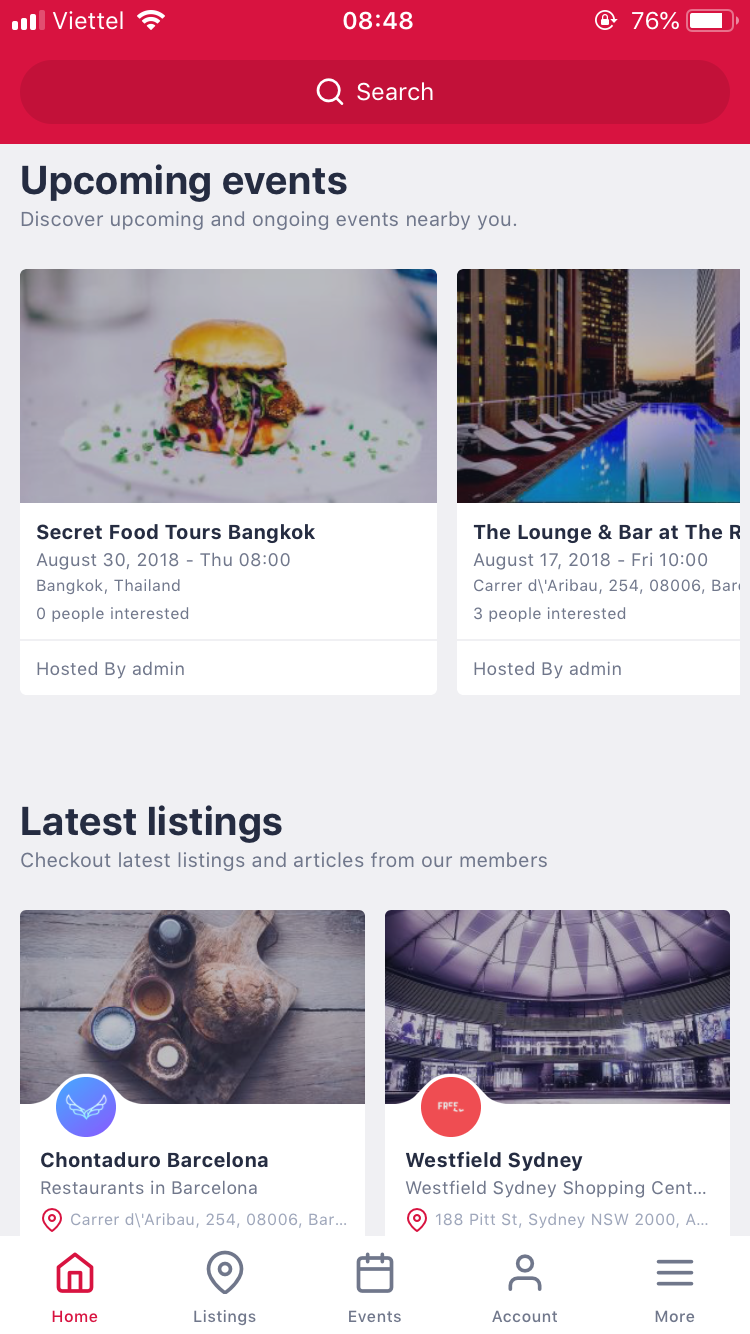 Viettel 08:48 76%
Search
Upcoming events
Discover upcoming and ongoing events nearby you.
Secret Food Tours Bangkok
August 30, 2018 - Thu 08:00
Bangkok, Thailand
0 people interested
Hosted By admin
The Lounge & Bar at The R
August 17, 2018 - Fri 10:00
Carrer d\'Aribau, 254, 08006, Bar
3 people interested
Hosted By admin
Latest listings
Checkout latest listings and articles from our members
Chontaduro Barcelona
Restaurants in Barcelona
Carrer d\'Aribau, 254, 08006, Bar...
FREE
Westfield Sydney
Westfield Sydney Shopping Cent...
188 Pitt St, Sydney NSW 2000, A...
Home
Listings
Events
Account
More